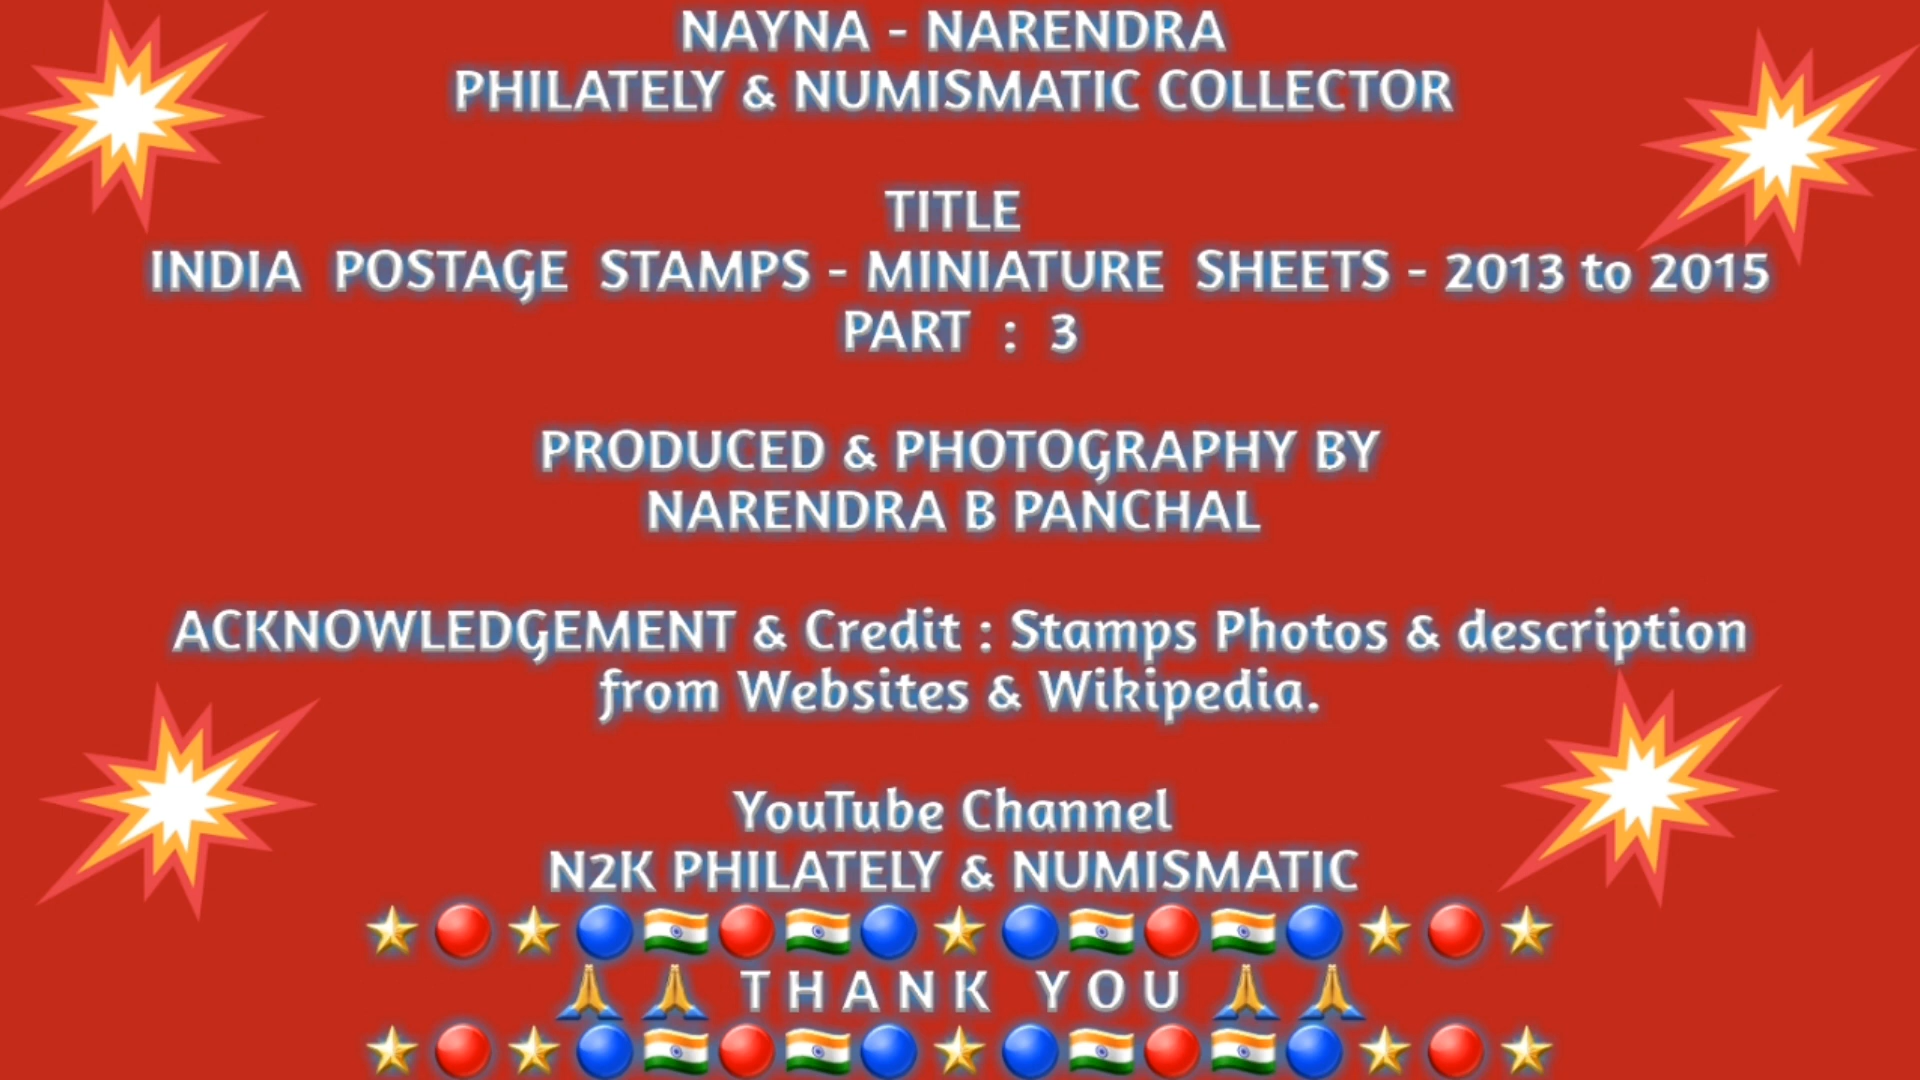 NAYNA - NARENDRA
PHILATELY & NUMISMATIC COLLECTOR
TITLE
INDIA POSTAGE STAMPS - MINIATURE SHEETS - 2013 to 2015
PART : 3
PRODUCED & PHOTOGRAPHY BY
NARENDRA B PANCHAL
ACKNOWLEDGEMENT & Credit : Stamps Photos & description
from Websites & Wikipedia.
YouTube Channel
N2K PHILATELY & NUMISMATIC
THANK YOU